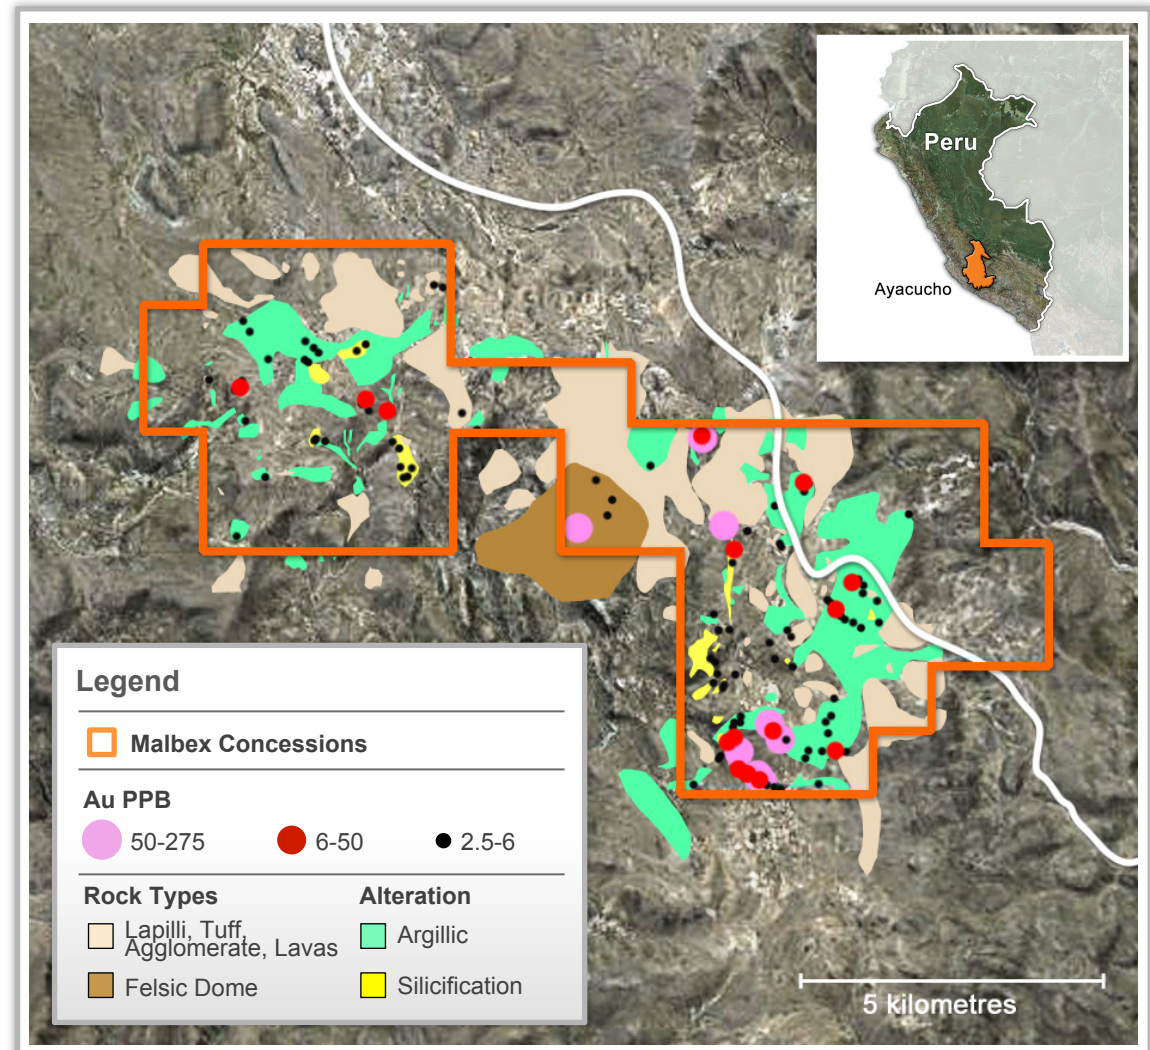 Peru
Ayacucho
Legend
Malbex Concessions
Au PPB
50-275
6-50
2.5-6
Rock Types
Alteration
Lapilli, Tuff,
Agglomerate, Lavas
Argillic
Felsic Dome
Silicification
5 kilometres